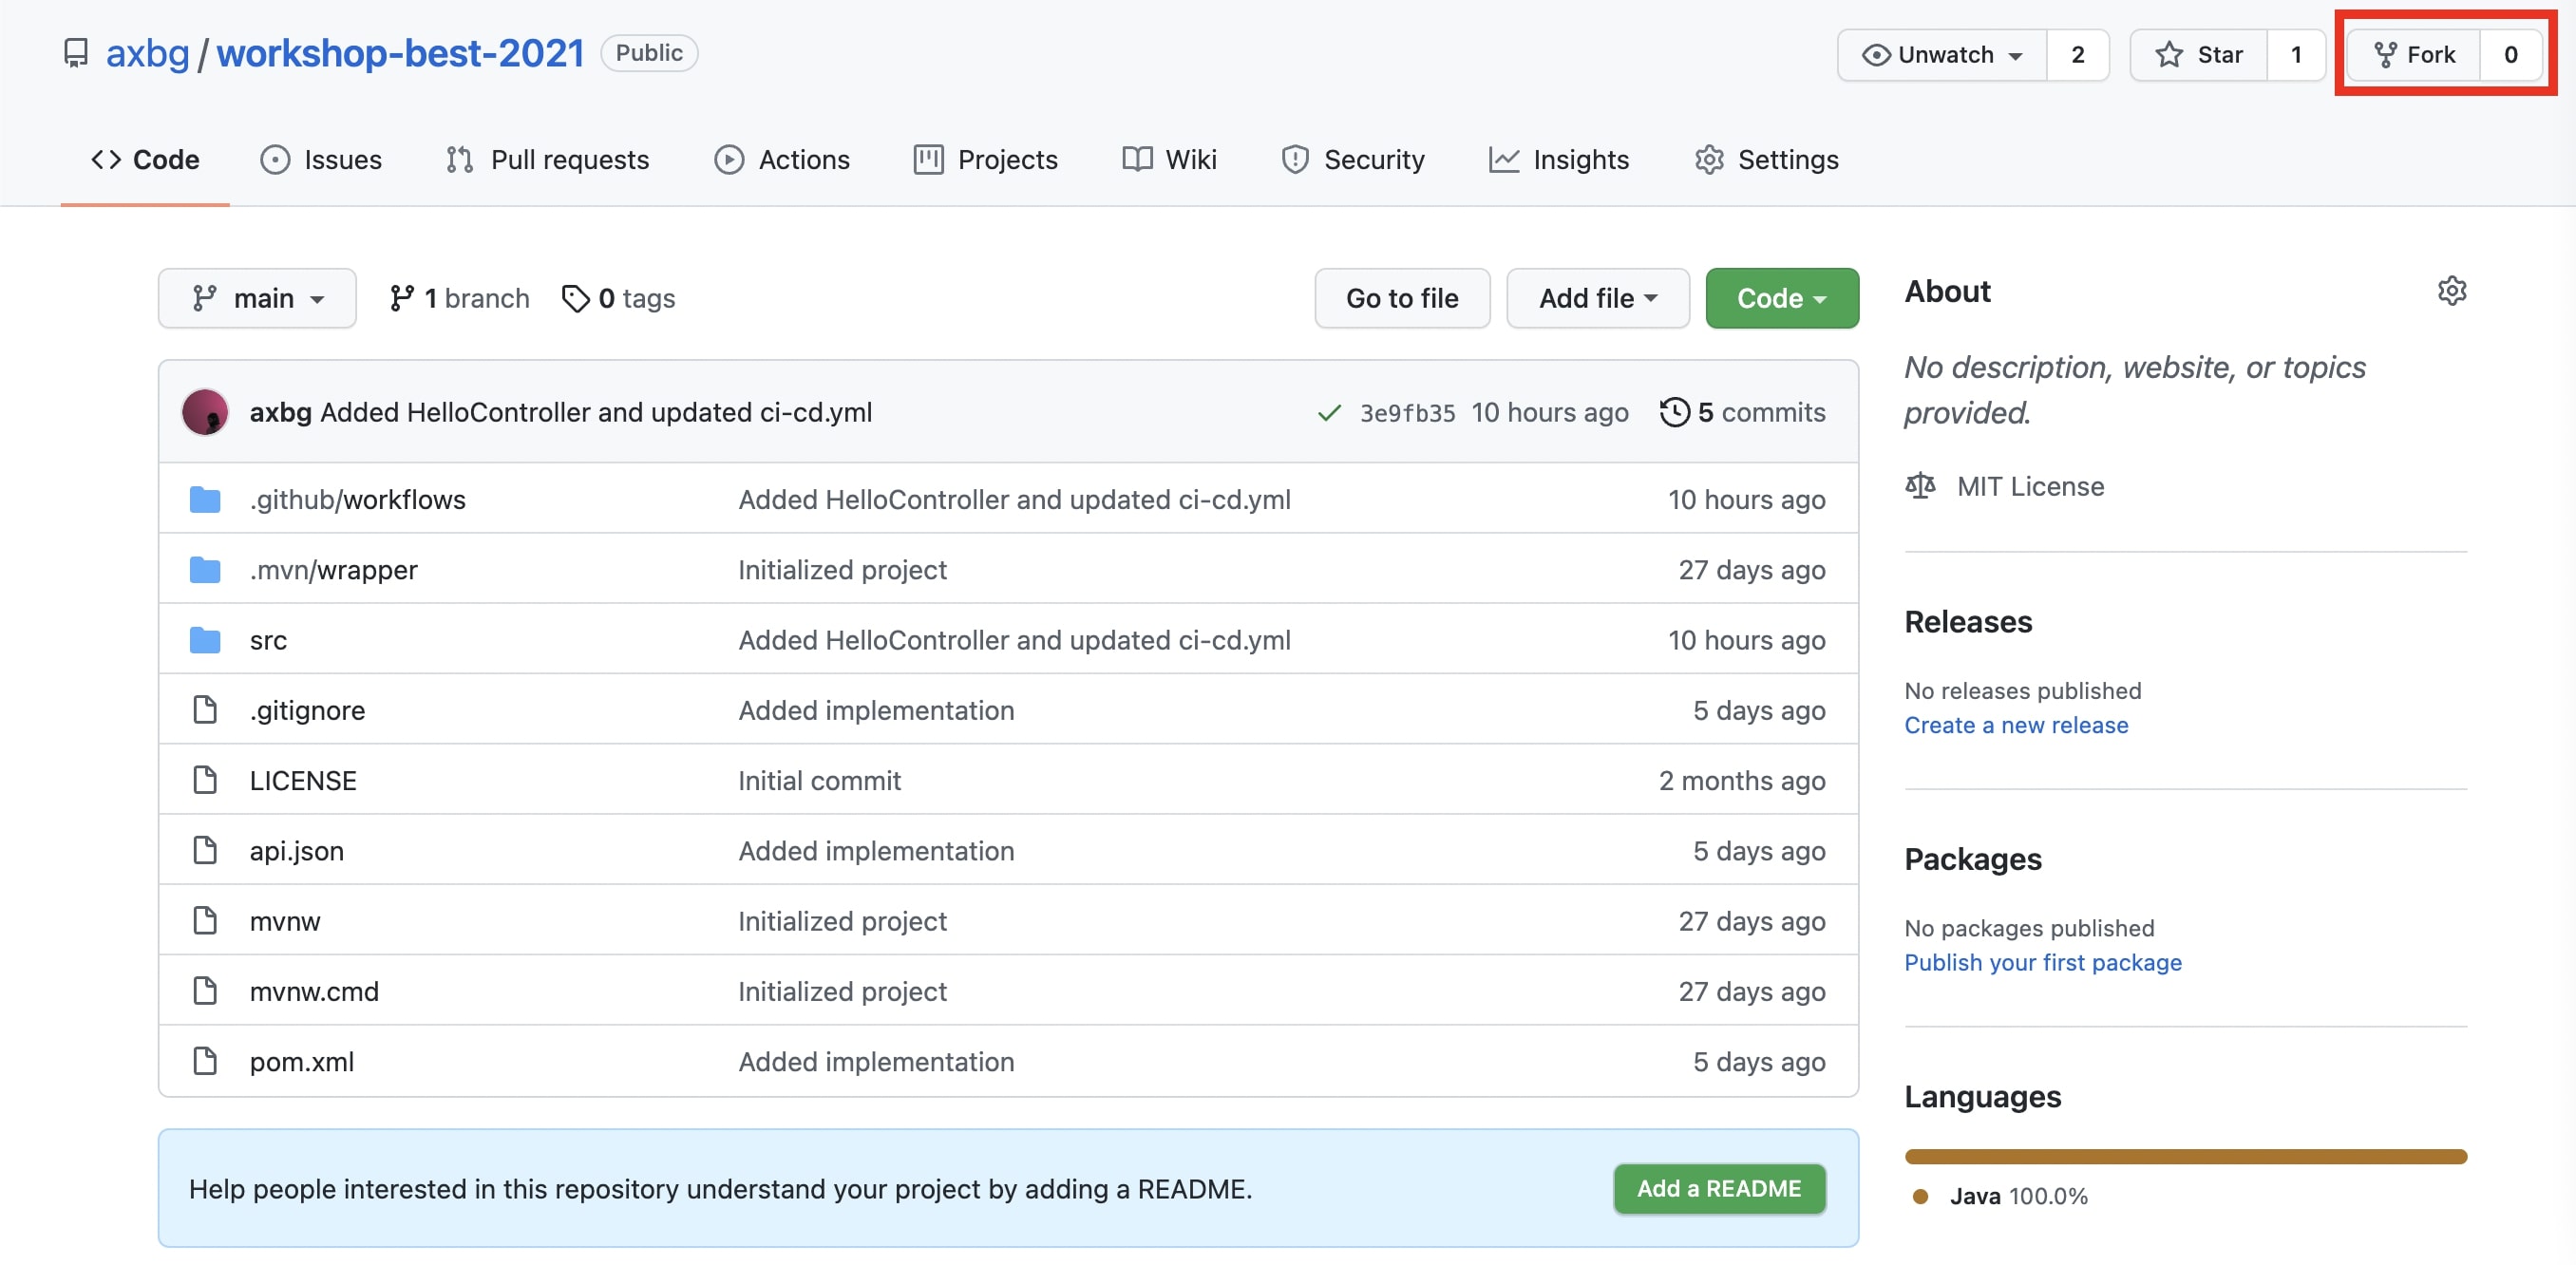 axbg / workshop-best-2021 Public Unwatch 2 Star 1 Fork 0
Code Issues Pull requests Actions Projects Wiki Security Insights Settings
main 1 branch 0 tags Go to file Add file Code
axbg Added HelloController and updated ci-cd.yml 3e9fb35 10 hours ago 5 commits
.github/workflows Added HelloController and updated ci-cd.yml 10 hours ago
.mvn/wrapper Initialized project 27 days ago
src Added HelloController and updated ci-cd.yml 10 hours ago
.gitignore Added implementation 5 days ago
LICENSE Initial commit 2 months ago
api.json Added implementation 5 days ago
mvnw Initialized project 27 days ago
mvnw.cmd Initialized project 27 days ago
pom.xml Added implementation 5 days ago
Help people interested in this repository understand your project by adding a README. Add a README
About
No description, website, or topics
provided.
MIT License
Releases
No releases published
Create a new release
Packages
No packages published
Publish your first package
Languages
Java 100.0%